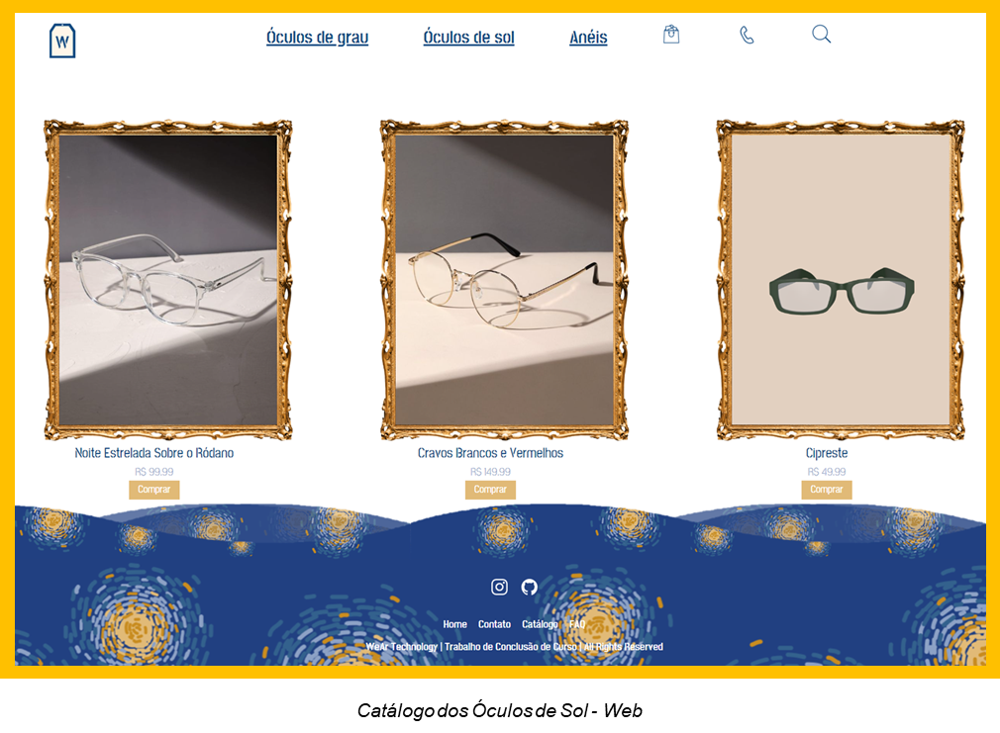 W
Óculos de grau Óculos de sol Anéis
Noite Estrelada Sobre o Ródano
R$ 99.99
Comprar
Cravos Brancos e Vermelhos
R$ 149.99
Comprar
Cipreste
R$ 49.99
Comprar
Home Contato Catálogo FAQ
WeAr Technology | Trabalho de Conclusão de Curso | All Rights Reserved
Catálogo dos Óculos de Sol - Web